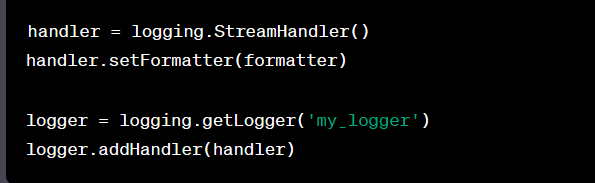 handler = logging.StreamHandler()
handler.setFormatter(formatter)
logger = logging.getLogger('my_logger')
logger.addHandler(handler)